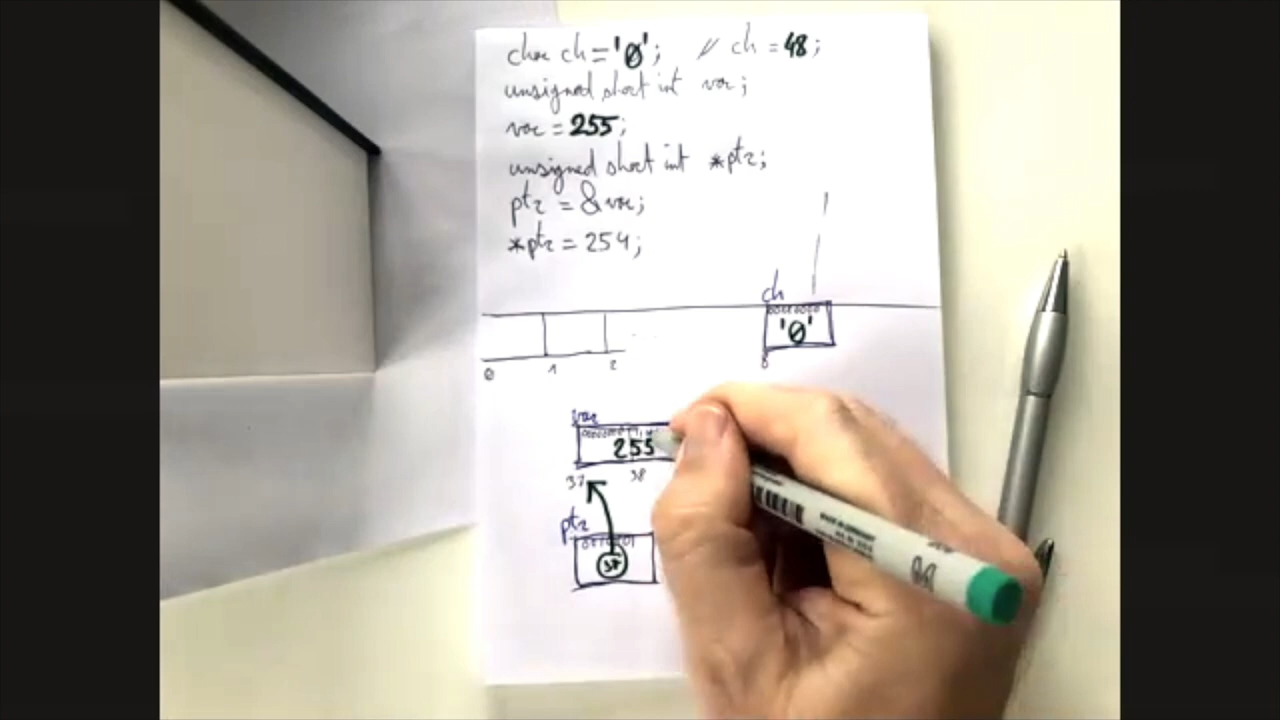 char ch = '0'; // ch = 48;
unsigned short int var;
var = 255;
unsigned short int *ptr;
ptr = &var;
*ptr = 254;
ch
'0'
0 1 2
8
var
255
37 38
ptr
37